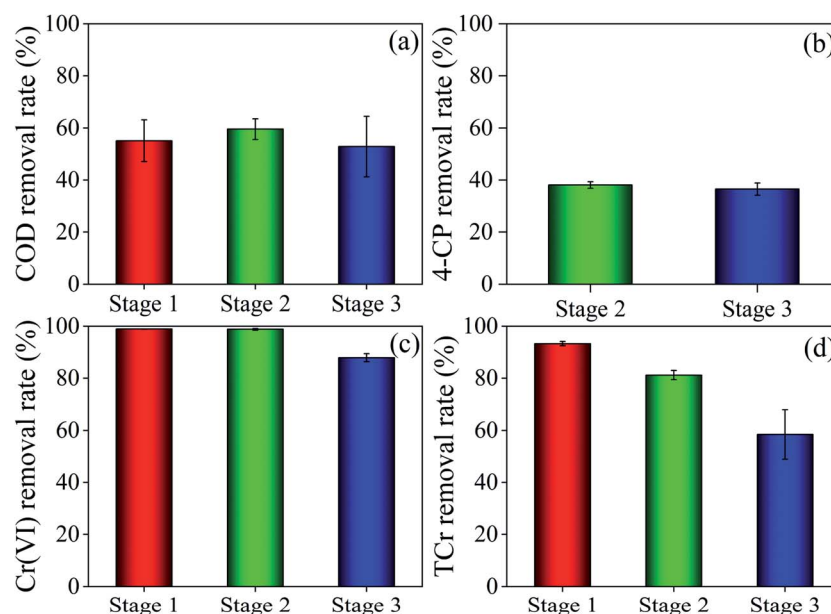 COD removal rate (%)
100
80
60
40
20
0
(a)
Stage 1 Stage 2 Stage 3
4-CP removal rate (%)
100
80
60
40
20
0
(b)
Stage 2 Stage 3
Cr(VI) removal rate (%)
100
80
60
40
20
0
(c)
Stage 1 Stage 2 Stage 3
TCr removal rate (%)
100
80
60
40
20
0
(d)
Stage 1 Stage 2 Stage 3